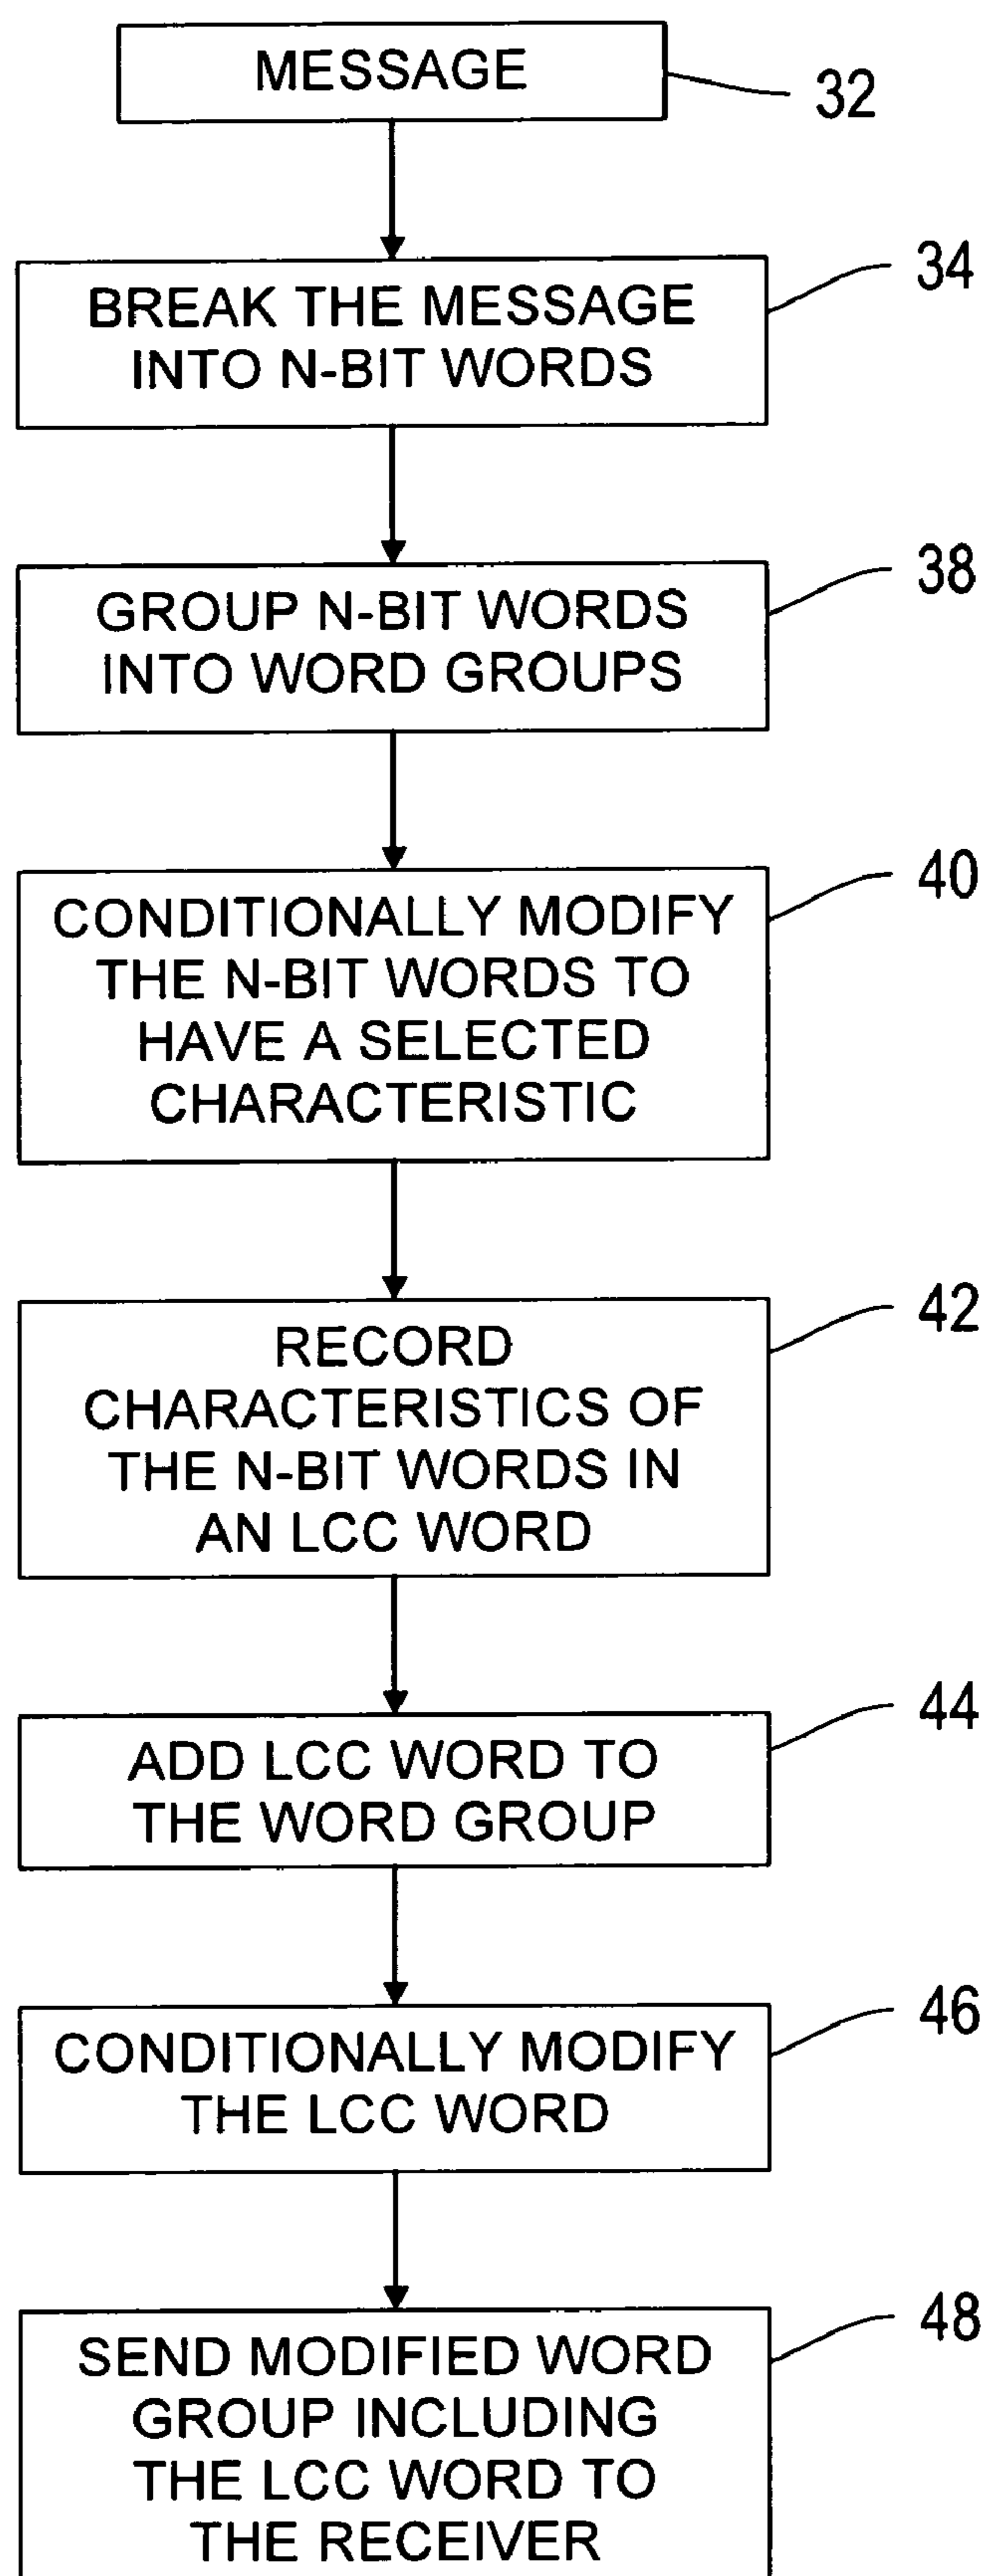 MESSAGE
32
BREAK THE MESSAGE
INTO N-BIT WORDS
34
GROUP N-BIT WORDS
INTO WORD GROUPS
38
CONDITIONALLY MODIFY
THE N-BIT WORDS TO
HAVE A SELECTED
CHARACTERISTIC
40
RECORD
CHARACTERISTICS OF
THE N-BIT WORDS IN
AN LCC WORD
42
ADD LCC WORD TO
THE WORD GROUP
44
CONDITIONALLY MODIFY
THE LCC WORD
46
SEND MODIFIED WORD
GROUP INCLUDING
THE LCC WORD TO
THE RECEIVER
48